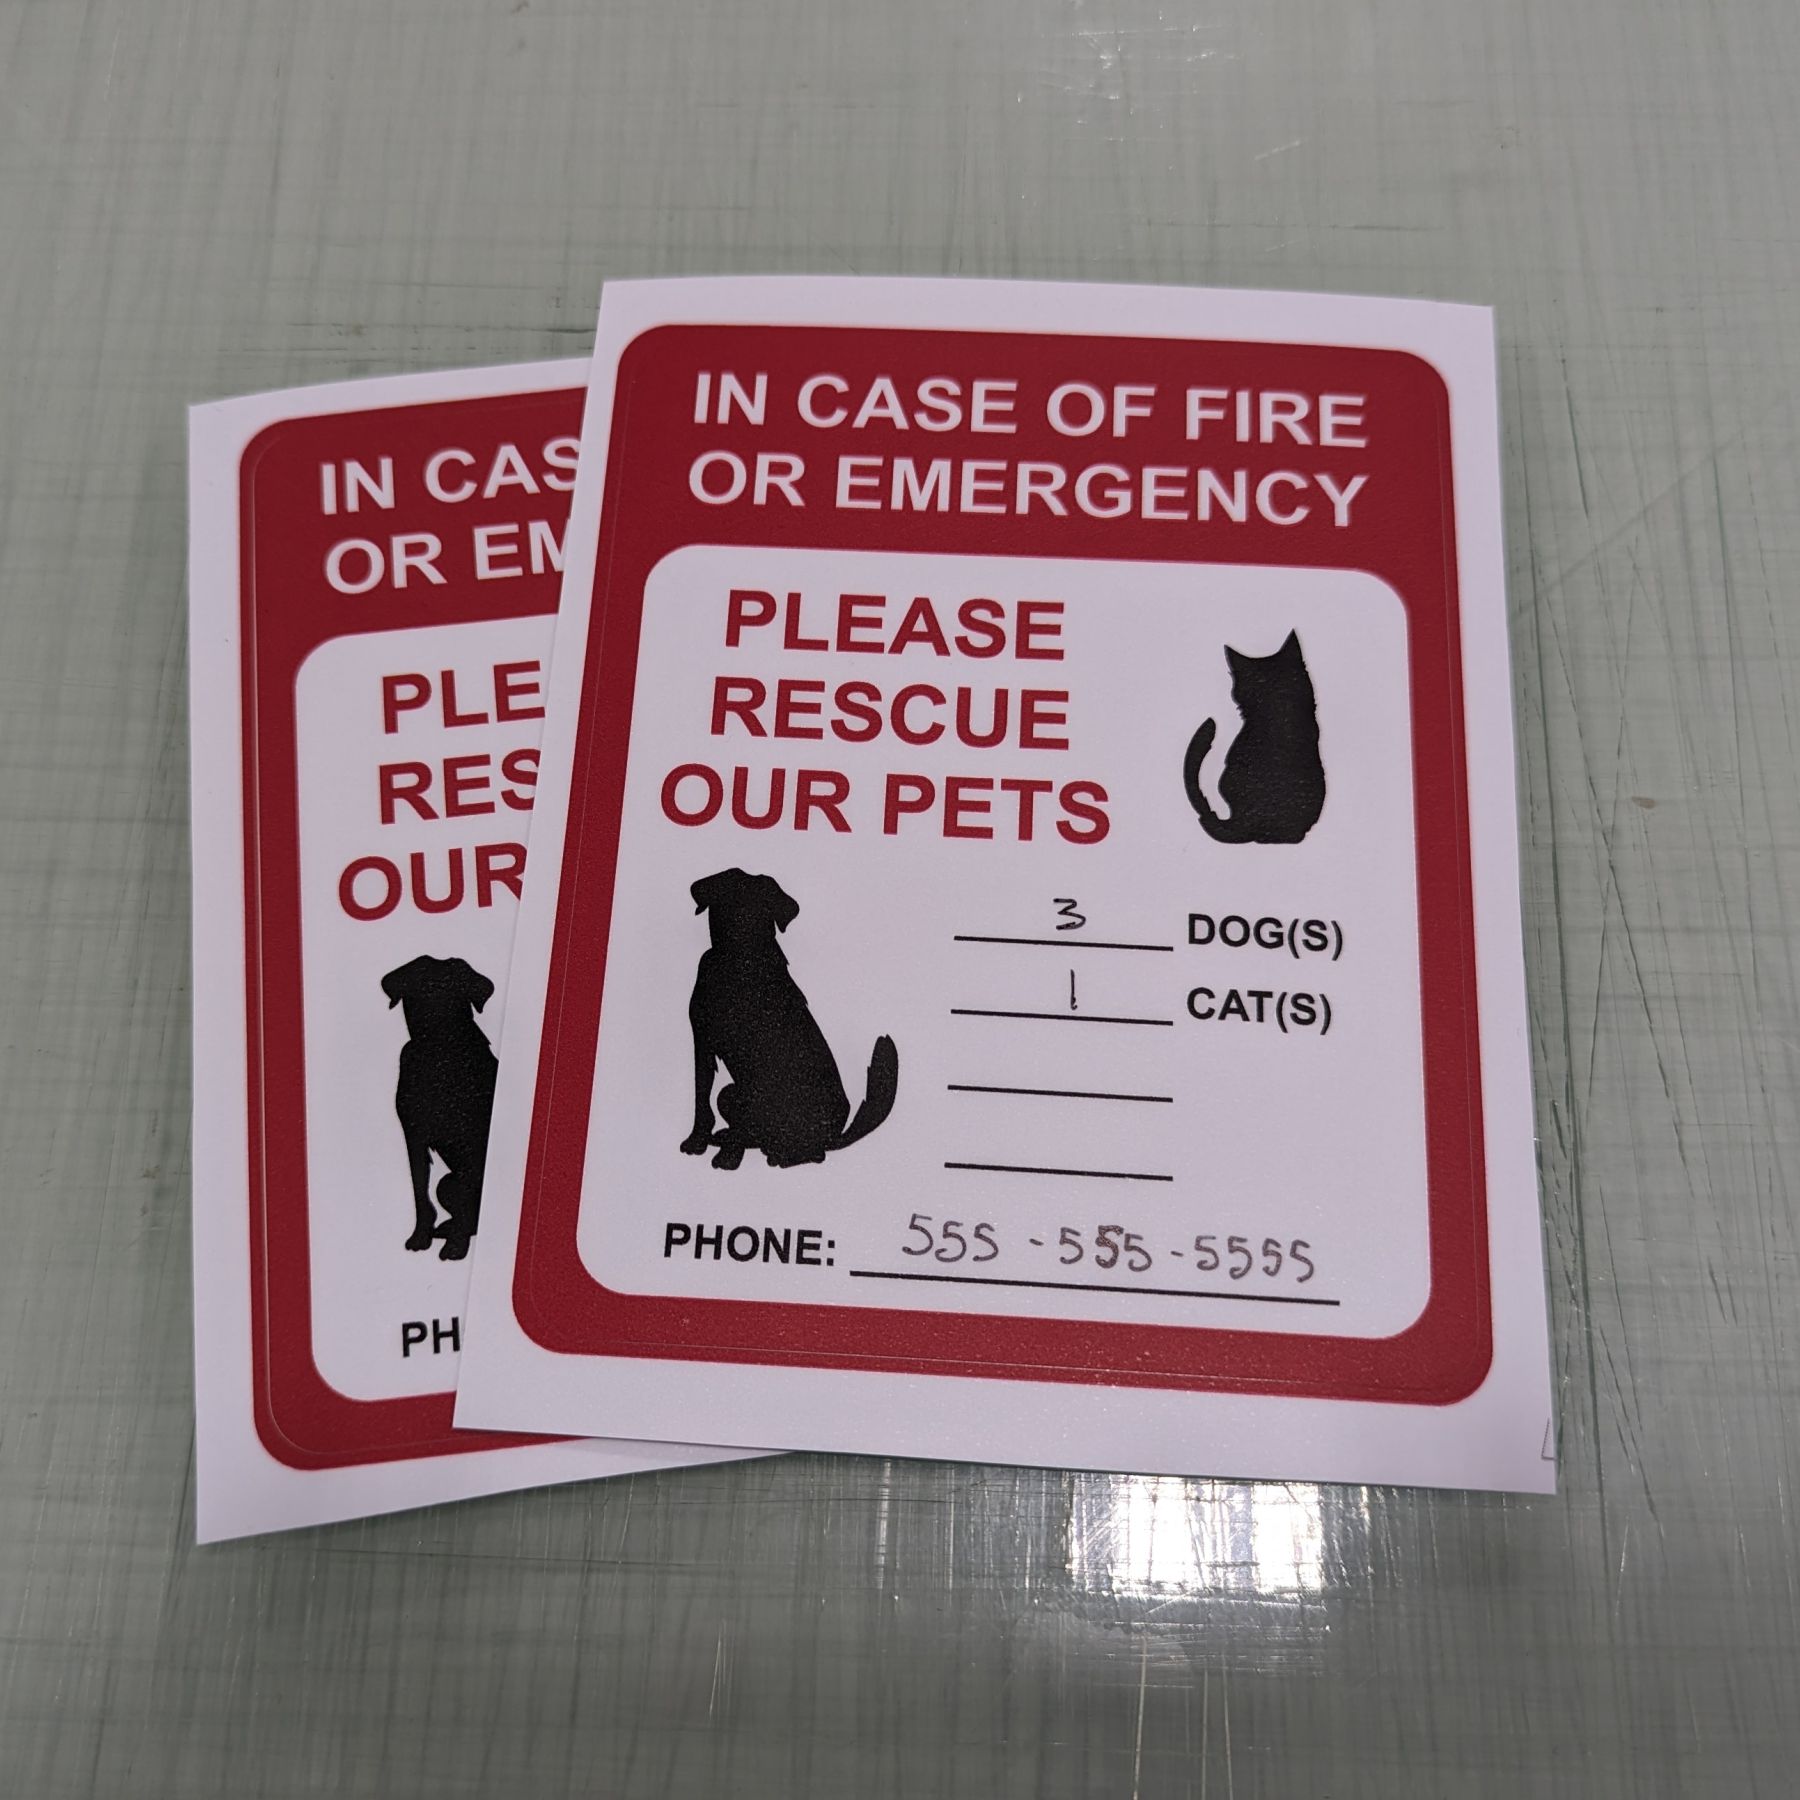 IN CASE OF FIRE
OR EMERGENCY
PLEASE
RESCUE
OUR PETS
3 DOG(S)
1 CAT(S)
PHONE: 555 - 555 - 5555
IN CAS
OR EM
PLE
RES
OUR
PH